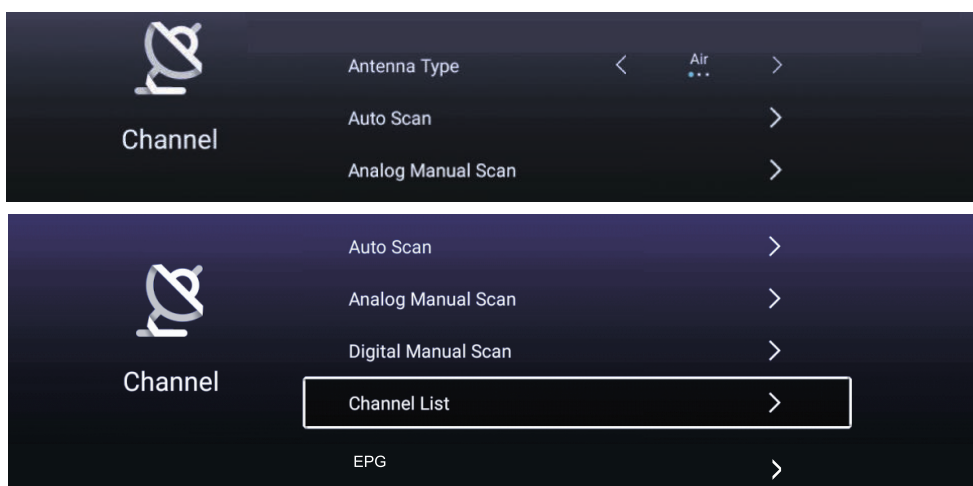 Antenna Type Air
Auto Scan
Channel
Analog Manual Scan
Auto Scan
Analog Manual Scan
Digital Manual Scan
Channel
Channel List
EPG